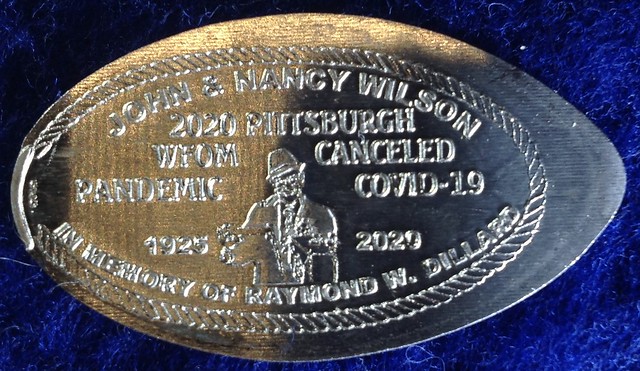 JOHN & NANCY WILSON
2020 PITTSBURGH
WFOM CANCELED
PANDEMIC COVID-19
1925 2020
IN MEMORY OF RAYMOND W. DILLARD